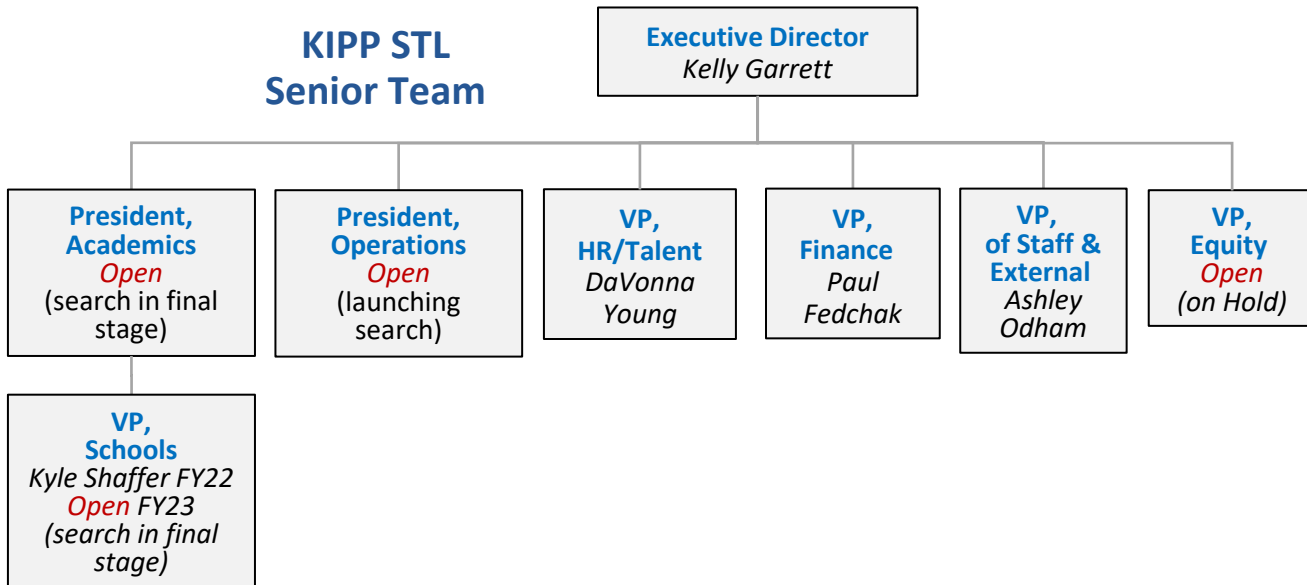 KIPP STL
Senior Team
Executive Director
Kelly Garrett
President,
Academics
Open
(search in final
stage)
President,
Operations
Open
(launching
search)
VP,
HR/Talent
DaVonna
Young
VP,
Finance
Paul
Fedchak
VP,
of Staff &
External
Ashley
Odham
VP,
Equity
Open
(on Hold)
VP,
Schools
Kyle Shaffer FY22
Open FY23
(search in final
stage)